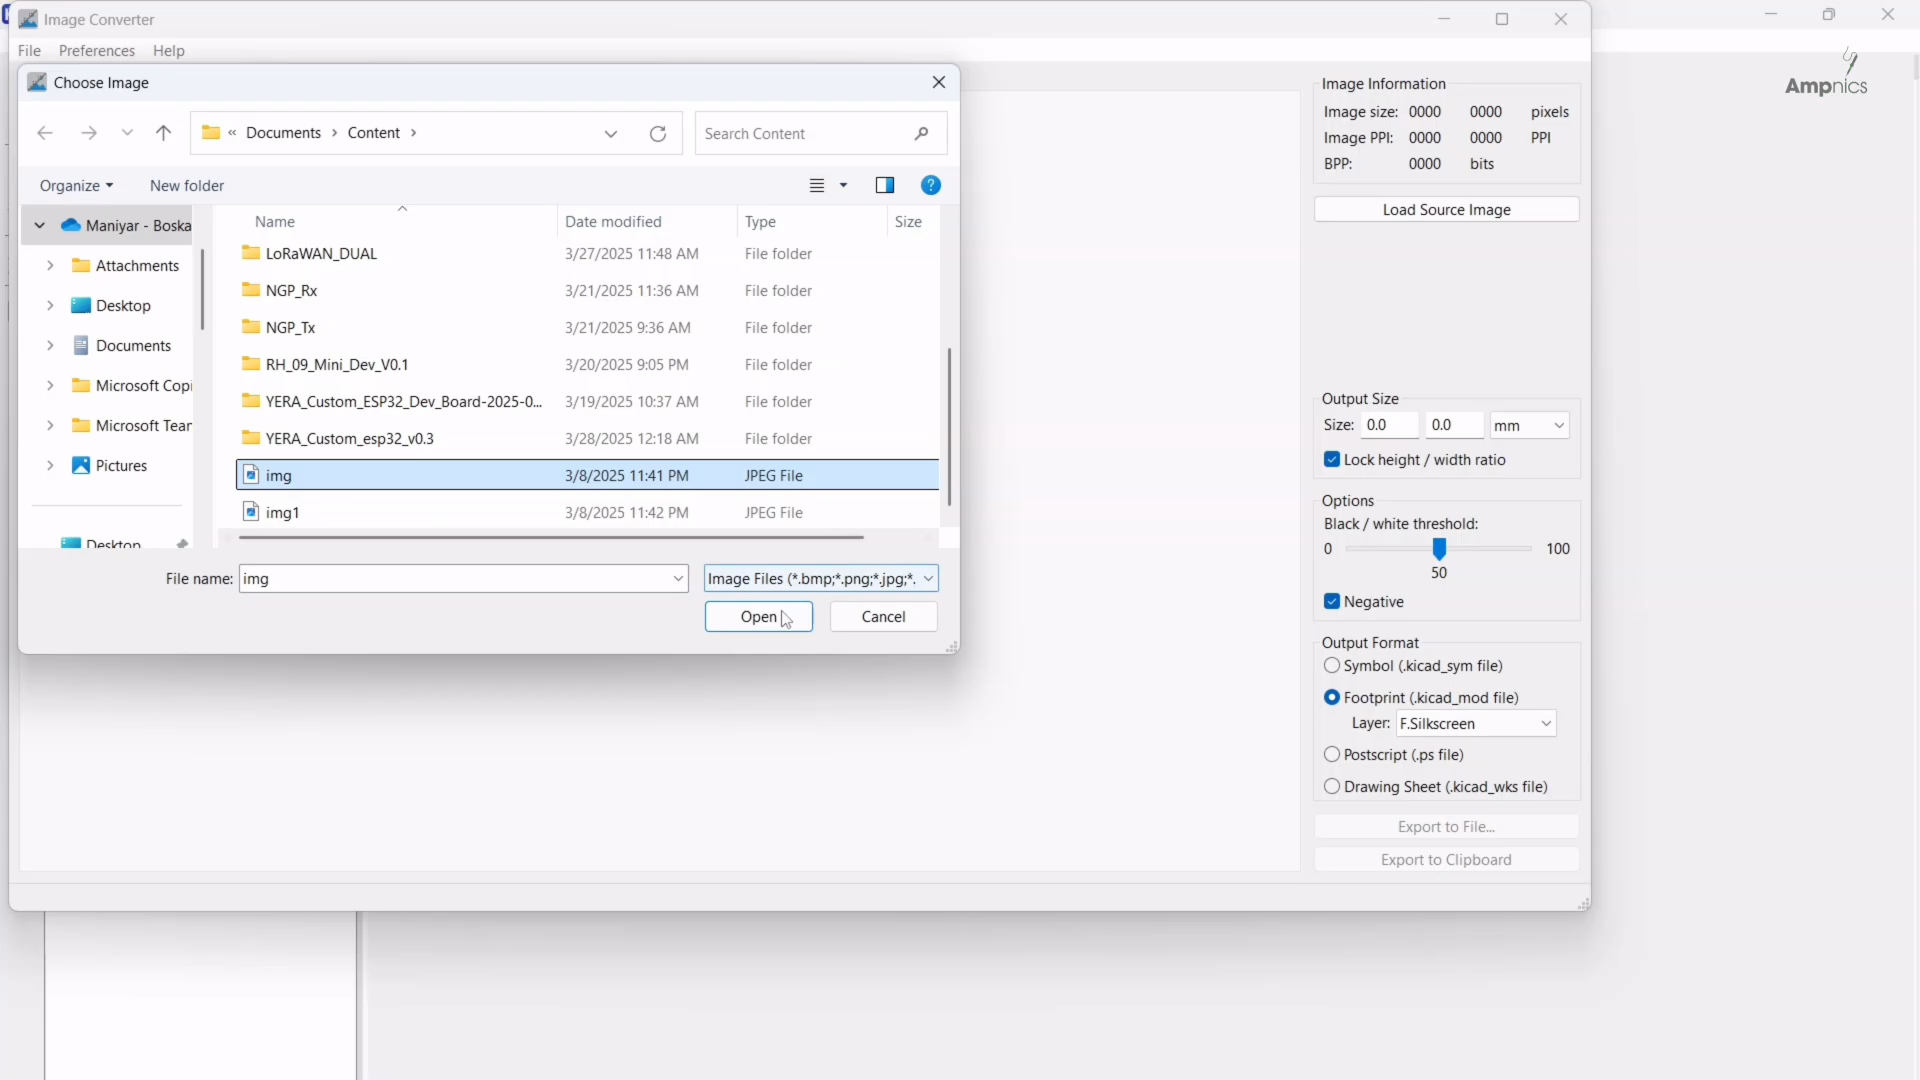 Image Converter
File Preferences Help
Choose Image
« Documents › Content ›
Search Content
Organize
New folder
Maniyar - Boska
Attachments
Desktop
Documents
Microsoft Copi
Microsoft Tear
Pictures
Desktop
Name Date modified Type Size
LoRaWAN_DUAL 3/27/2025 11:48 AM File folder
NGP_Rx 3/21/2025 11:36 AM File folder
NGP_Tx 3/21/2025 9:36 AM File folder
RH_09_Mini_Dev_V0.1 3/20/2025 9:05 PM File folder
YERA_Custom_ESP32_Dev_Board-2025-0... 3/19/2025 10:37 AM File folder
YERA_Custom_esp32_v0.3 3/28/2025 12:18 AM File folder
img 3/8/2025 11:41 PM JPEG File
img1 3/8/2025 11:42 PM JPEG File
File name: img
Image Files (*.bmp;*.png;*.jpg;*.
Open
Cancel
Ampnics
Image Information
Image size: 0000 0000 pixels
Image PPI: 0000 0000 PPI
BPP: 0000 bits
Load Source Image
Output Size
Size: 0.0 0.0 mm
Lock height / width ratio
Options
Black / white threshold:
0 100
50
Negative
Output Format
Symbol (.kicad_sym file)
Footprint (.kicad_mod file)
Layer: F.Silkscreen
Postscript (.ps file)
Drawing Sheet (.kicad_wks file)
Export to File...
Export to Clipboard